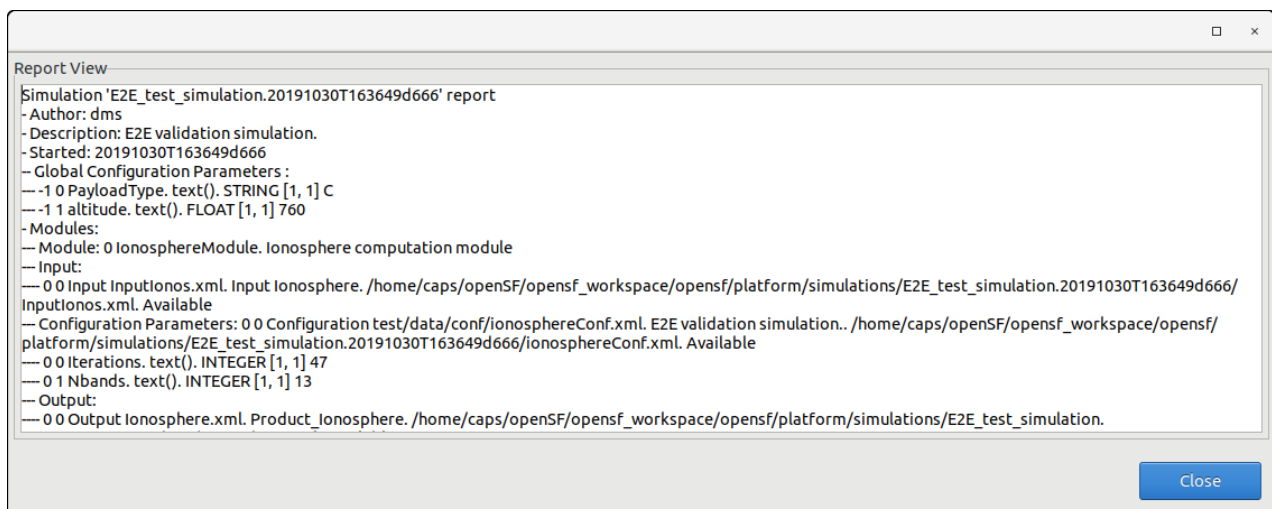 Report View
Simulation 'E2E_test_simulation.20191030T163649d666' report
- Author: dms
- Description: E2E validation simulation.
- Started: 20191030T163649d666
-- Global Configuration Parameters :
--- -1 0 PayloadType. text(). STRING [1, 1] C
--- -1 1 altitude. text(). FLOAT [1, 1] 760
- Modules:
--- Module: 0 IonosphereModule. Ionosphere computation module
--- Input:
---- 0 0 Input InputIonos.xml. Input Ionosphere. /home/caps/openSF/opensf_workspace/opensf/platform/simulations/E2E_test_simulation.20191030T163649d666/
InputIonos.xml. Available
--- Configuration Parameters: 0 0 Configuration test/data/conf/ionosphereConf.xml. E2E validation simulation.. /home/caps/openSF/opensf_workspace/opensf/
platform/simulations/E2E_test_simulation.20191030T163649d666/ionosphereConf.xml. Available
---- 0 0 Iterations. text(). INTEGER [1, 1] 47
---- 0 1 Nbands. text(). INTEGER [1, 1] 13
--- Output:
---- 0 0 Output Ionosphere.xml. Product_Ionosphere. /home/caps/openSF/opensf_workspace/opensf/platform/simulations/E2E_test_simulation.
Close